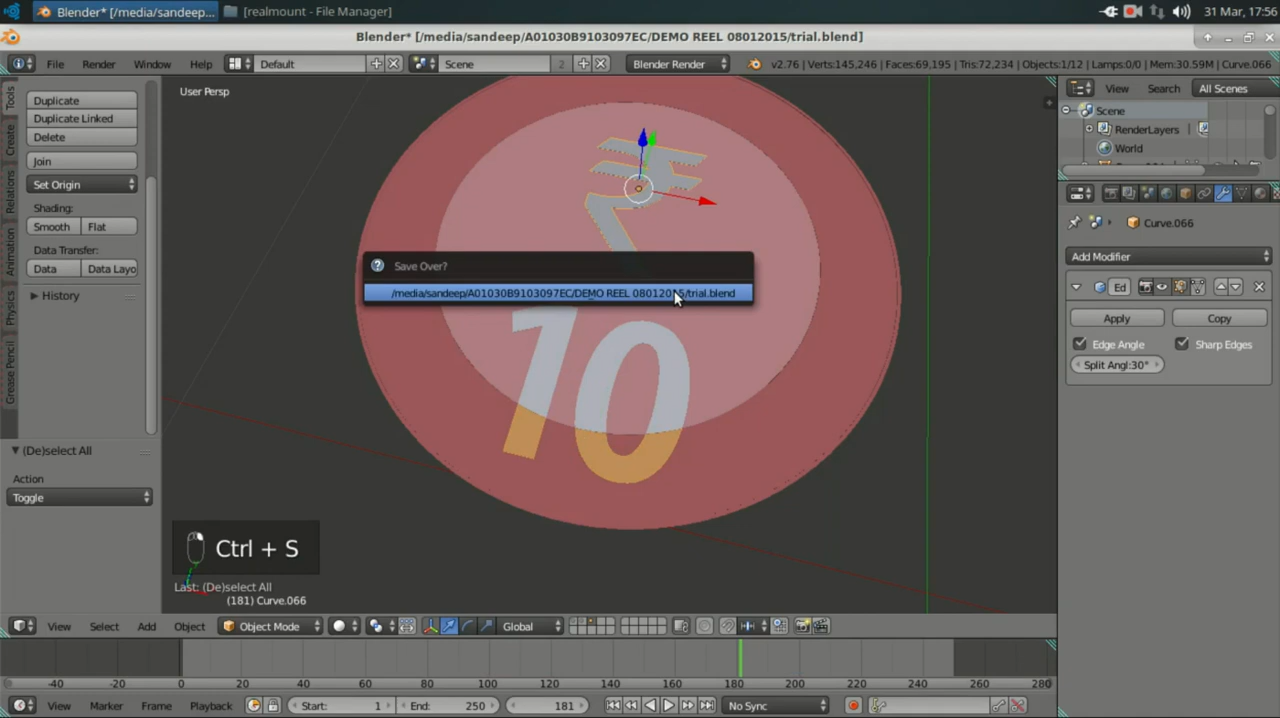 Blender* [/media/sandeep... [realmount - File Manager] 31 Mar, 17:56
Blender* [/media/sandeep/A01030B9103097EC/DEMO REEL 08012015/trial.blend]
File Render Window Help Default Scene 2 Blender Render v2.76 | Verts:145,246 | Faces:69,195 | Tris:72,234 | Objects:1/12 | Lamps:0/0 | Mem:30.59M | Curve.066
Tools
Create
Relations
Animation
Physics
Grease Pencil
Duplicate
Duplicate Linked
Delete
Join
Set Origin
Shading:
Smooth Flat
Data Transfer:
Data Data Layo
History
(De)select All
Action
Toggle
User Persp
₹
10
Save Over?
/media/sandeep/A01030B9103097EC/DEMO REEL 08012015/trial.blend
Ctrl + S
Last: (De)select All
(181) Curve.066
View Search All Scenes
Scene
RenderLayers
World
Curve.066
Add Modifier
Ed
Apply Copy
Edge Angle Sharp Edges
Split Angl:30°
View Select Add Object Object Mode Global
-40 -20 0 20 40 60 80 100 120 140 160 180 200 220 240 260 280
View Marker Frame Playback Start: 1 End: 250 181 No Sync